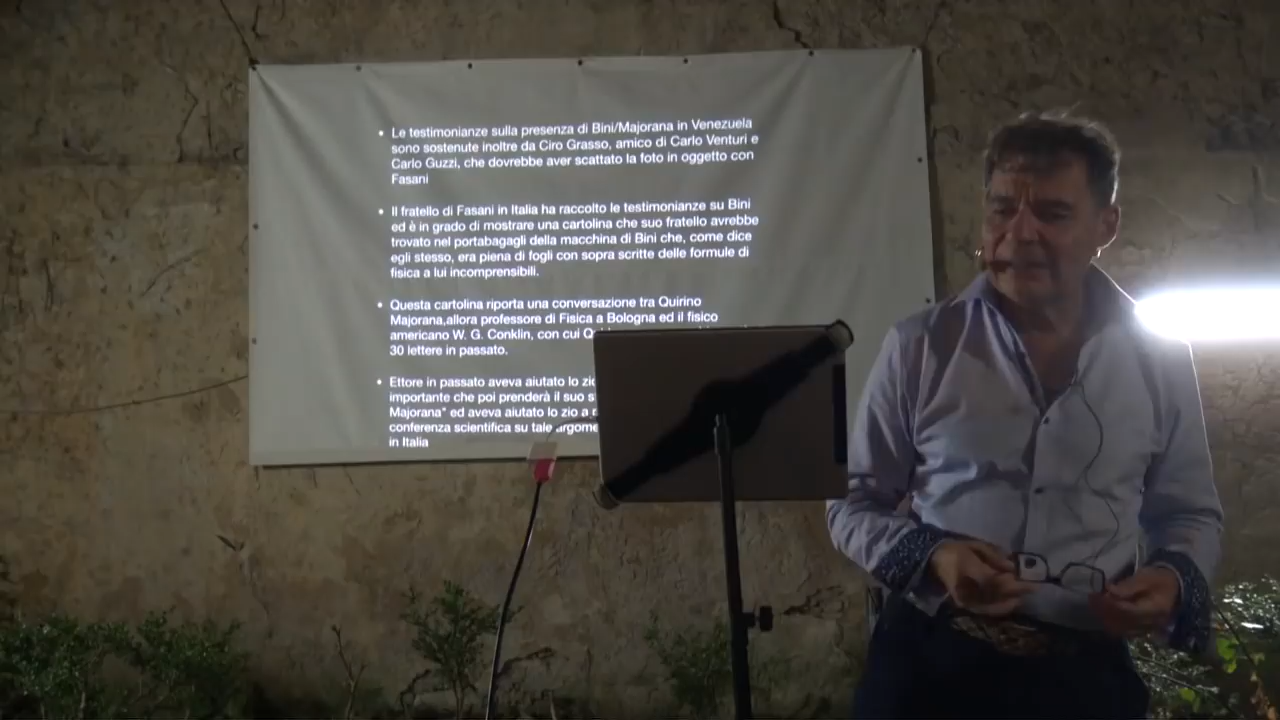 • Le testimonianze sulla presenza di Bini/Majorana in Venezuela
sono sostenute inoltre da Ciro Grasso, amico di Carlo Venturi e
Carlo Guzzi, che dovrebbe aver scattato la foto in oggetto con
Fasani
• Il fratello di Fasani in Italia ha raccolto le testimonianze su Bini
ed è in grado di mostrare una cartolina che suo fratello avrebbe
trovato nel portabagagli della macchina di Bini che, come dice
egli stesso, era piena di fogli con sopra scritte delle formule di
fisica a lui incomprensibili.
• Questa cartolina riporta una conversazione tra Quirino
Majorana,allora professore di Fisica a Bologna ed il fisico
americano W. G. Conklin, con cui
30 lettere in passato.
• Ettore in passato aveva aiutato lo zio
importante che poi prenderà il suo
Majorana" ed aveva aiutato lo zio a
conferenza scientifica su tale
in Italia